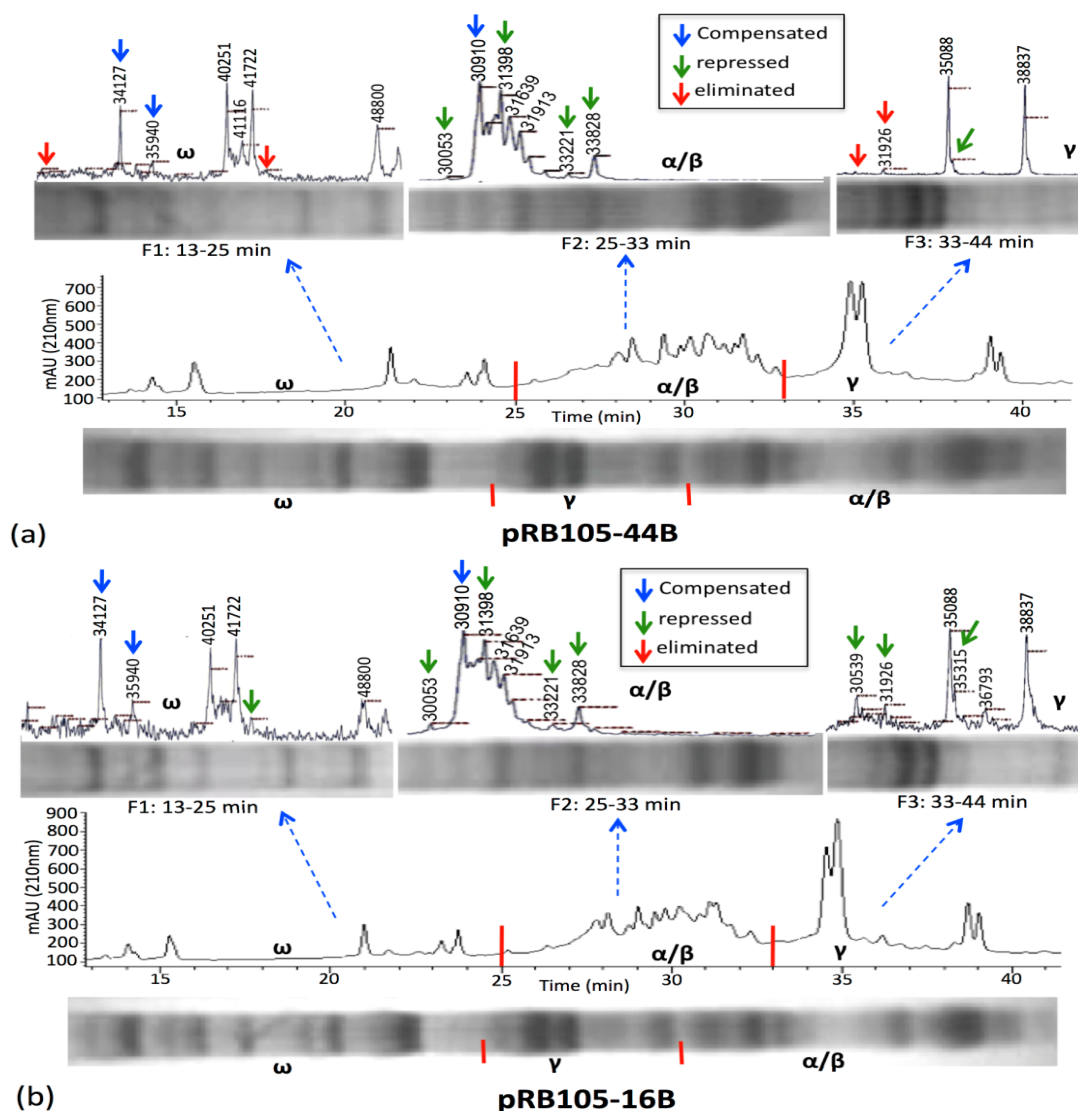 34127
35940
ω
40251
41116
41722
48800
30053
30910
31398
31639
31913
33221
33828
α/β
Compensated
repressed
eliminated
31926
35088
38837
γ
F1: 13-25 min
F2: 25-33 min
F3: 33-44 min
mAU (210nm)
700
600
500
400
300
200
100
ω
α/β
γ
15
20
25
30
35
40
Time (min)
ω
γ
α/β
(a)
pRB105-44B
34127
35940
ω
40251
41722
48800
30053
30910
31398
31639
31913
33221
33828
α/β
Compensated
repressed
eliminated
30539
31926
35088
35315
36793
38837
γ
F1: 13-25 min
F2: 25-33 min
F3: 33-44 min
mAU (210nm)
900
800
700
600
500
400
300
200
100
ω
α/β
γ
15
20
25
30
35
40
Time (min)
ω
γ
α/β
(b)
pRB105-16B